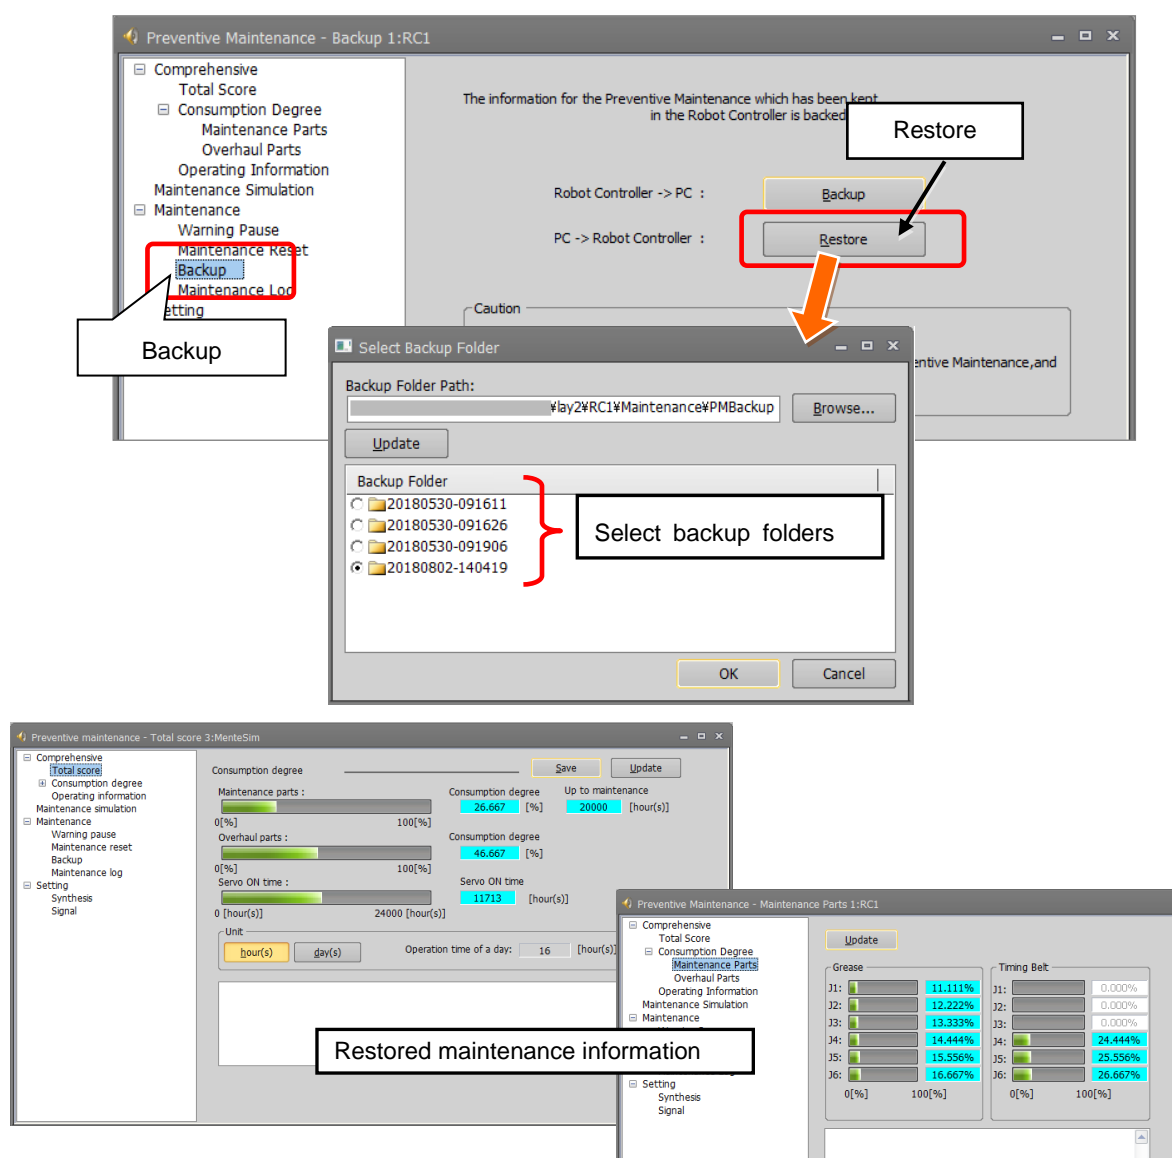 Preventive Maintenance - Backup 1:RC1
Comprehensive
Total Score
Consumption Degree
Maintenance Parts
Overhaul Parts
Operating Information
Maintenance Simulation
Maintenance
Warning Pause
Maintenance Reset
Backup
Maintenance Log
etting
Backup
The information for the Preventive Maintenance which has been kept
in the Robot Controller is backed
Restore
Robot Controller -> PC :
Backup
PC -> Robot Controller :
Restore
Caution
entive Maintenance,and
Select Backup Folder
Backup Folder Path:
¥lay2¥RC1¥Maintenance¥PMBackup
Browse...
Update
Backup Folder
20180530-091611
20180530-091626
20180530-091906
20180802-140419
Select backup folders
OK
Cancel
Preventive maintenance - Total score 3:MenteSim
Comprehensive
Total score
Consumption degree
Operating information
Maintenance simulation
Maintenance
Warning pause
Maintenance reset
Backup
Maintenance log
Setting
Synthesis
Signal
Consumption degree
Save
Update
Maintenance parts :
Consumption degree
Up to maintenance
26.667 [%]
20000 [hour(s)]
0[%] 100[%]
Overhaul parts :
Consumption degree
46.667 [%]
0[%] 100[%]
Servo ON time :
Servo ON time
11713 [hour(s)]
0 [hour(s)] 24000 [hour(s)]
Unit
hour(s)
day(s)
Operation time of a day: 16 [hour(s)]
Restored maintenance information
Preventive Maintenance - Maintenance Parts 1:RC1
Comprehensive
Total Score
Consumption Degree
Maintenance Parts
Overhaul Parts
Operating Information
Maintenance Simulation
Maintenance
Setting
Synthesis
Signal
Update
Grease
J1: 11.111%
J2: 12.222%
J3: 13.333%
J4: 14.444%
J5: 15.556%
J6: 16.667%
0[%] 100[%]
Timing Belt
J1: 0.000%
J2: 0.000%
J3: 0.000%
J4: 24.444%
J5: 25.556%
J6: 26.667%
0[%] 100[%]